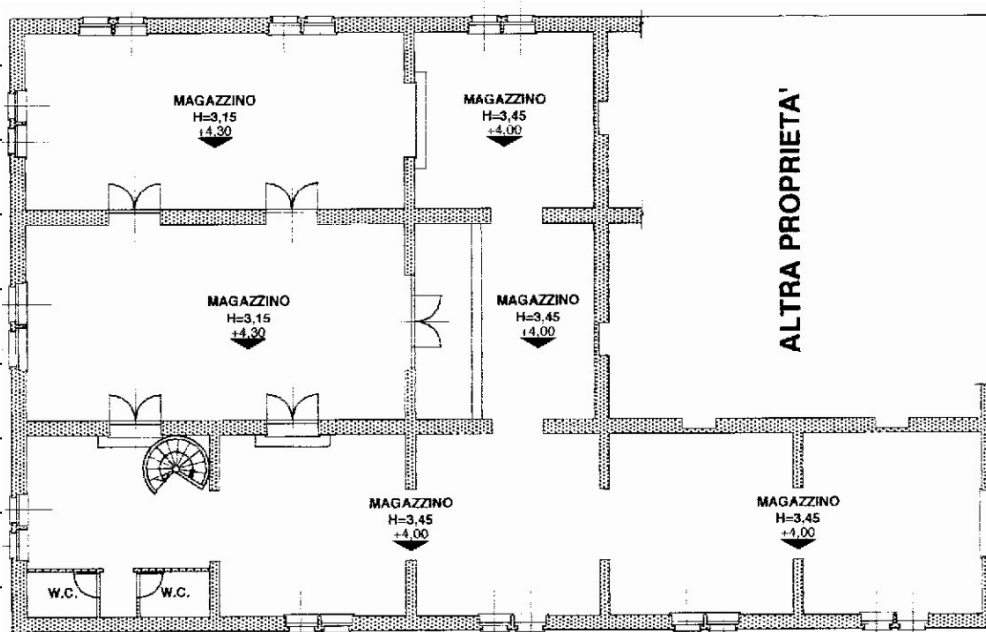 MAGAZZINO
H=3,15
+4,30
MAGAZZINO
H=3,45
+4,00
ALTRA PROPRIETA'
MAGAZZINO
H=3,15
+4,30
MAGAZZINO
H=3,45
+4,00
MAGAZZINO
H=3,45
+4,00
MAGAZZINO
H=3,45
+4,00
W.C.
W.C.